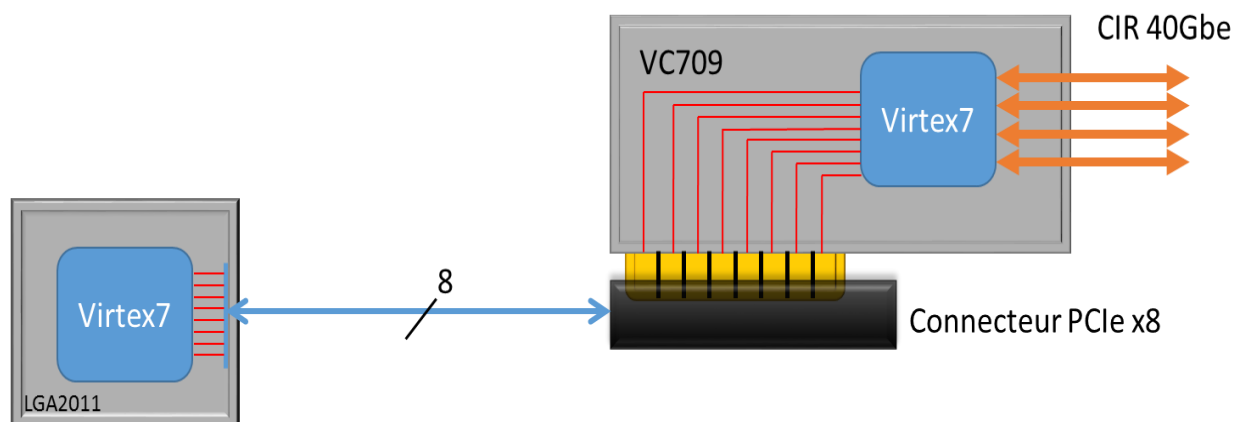 CIR 40Gbe
VC709
Virtex7
8
Virtex7
Connecteur PCIe x8
LGA2011